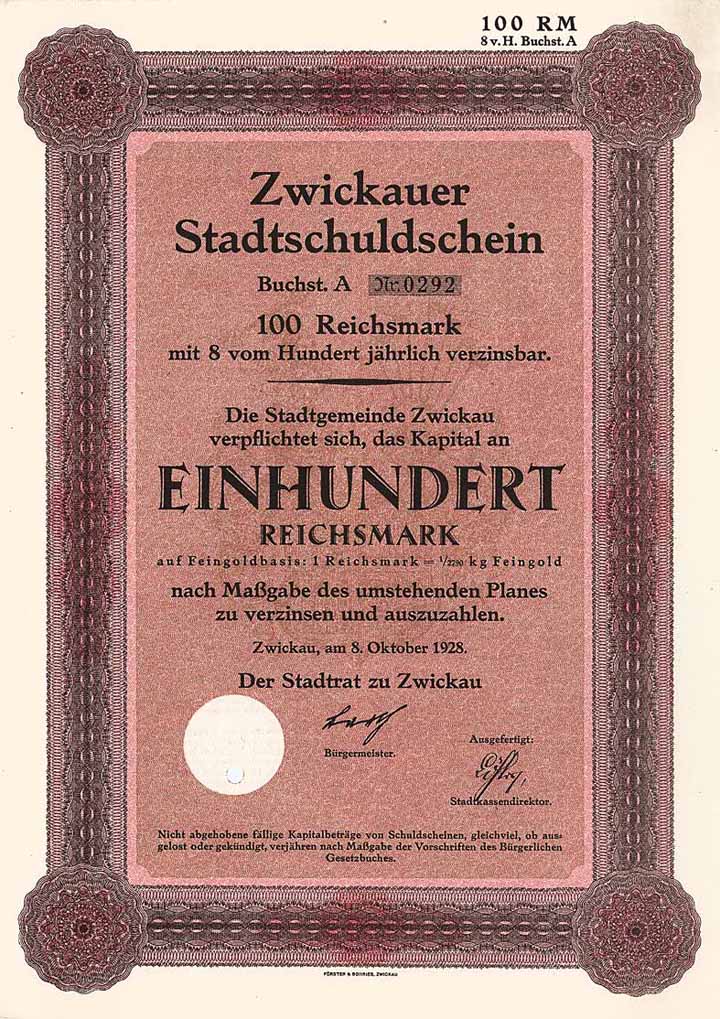 100 RM
8 v. H. Buchst. A
Zwickauer
Stadtschuldschein
Buchst. A Nr. 0292
100 Reichsmark
mit 8 vom Hundert jährlich verzinsbar.
Die Stadtgemeinde Zwickau
verpflichtet sich, das Kapital an
EINHUNDERT
REICHSMARK
auf Feingoldbasis: 1 Reichsmark = 1/2790 kg Feingold
nach Maßgabe des umstehenden Planes
zu verzinsen und auszuzahlen.
Zwickau, am 8. Oktober 1928.
Der Stadtrat zu Zwickau
Bürgermeister.
Ausgefertigt:
Stadtkassendirektor.
Nicht abgehobene fällige Kapitalbeträge von Schuldscheinen, gleichviel, ob aus-
gelost oder gekündigt, verjähren nach Maßgabe der Vorschriften des Bürgerlichen
Gesetzbuches.
FÖRSTER & BORRIES, ZWICKAU